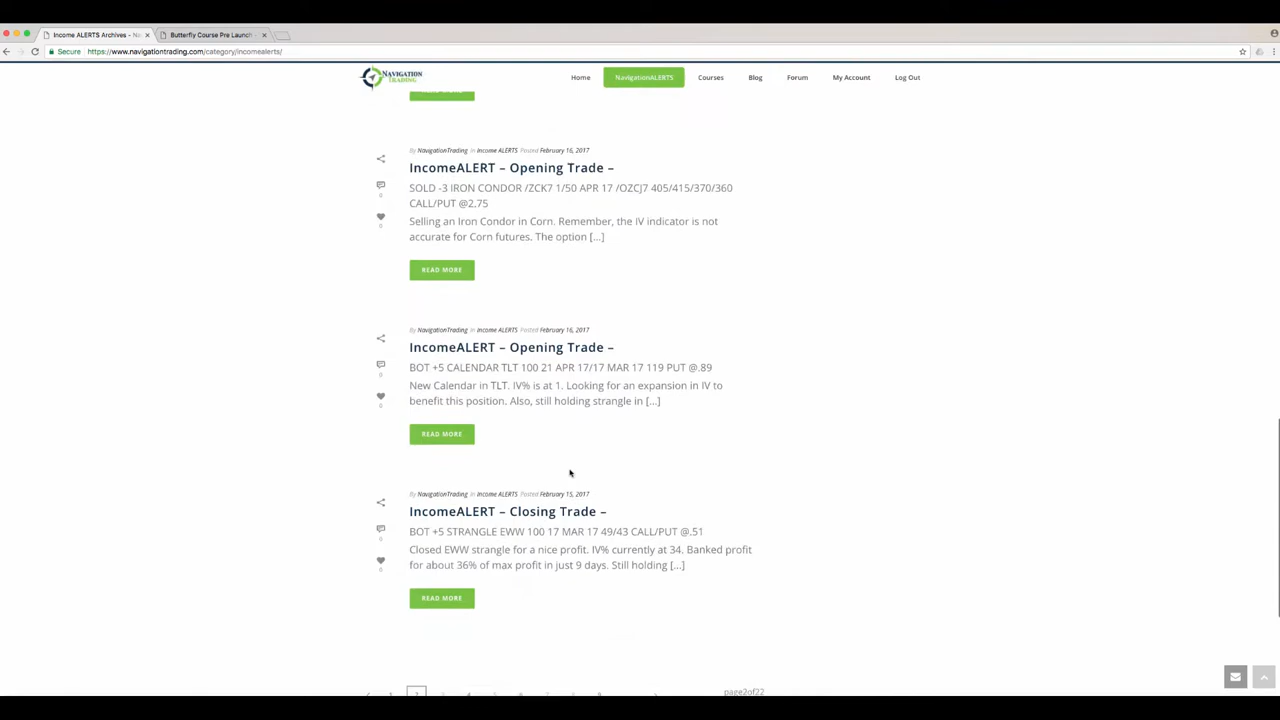 Income ALERTS Archives - Na
Butterfly Course Pre Launch -
Secure https://www.navigationtrading.com/category/incomealerts/
NAVIGATION TRADING
Home NavigationALERTS Courses Blog Forum My Account Log Out
By NavigationTrading In Income ALERTS Posted February 16, 2017
IncomeALERT – Opening Trade –
0
0
SOLD -3 IRON CONDOR /ZCK7 1/50 APR 17 /OZCJ7 405/415/370/360
CALL/PUT @2.75
Selling an Iron Condor in Corn. Remember, the IV indicator is not
accurate for Corn futures. The option [...]
READ MORE
By NavigationTrading In Income ALERTS Posted February 16, 2017
IncomeALERT – Opening Trade –
0
0
BOT +5 CALENDAR TLT 100 21 APR 17/17 MAR 17 119 PUT @.89
New Calendar in TLT. IV% is at 1. Looking for an expansion in IV to
benefit this position. Also, still holding strangle in [...]
READ MORE
By NavigationTrading In Income ALERTS Posted February 15, 2017
IncomeALERT – Closing Trade –
0
0
BOT +5 STRANGLE EWW 100 17 MAR 17 49/43 CALL/PUT @.51
Closed EWW strangle for a nice profit. IV% currently at 34. Banked profit
for about 36% of max profit in just 9 days. Still holding [...]
READ MORE
page2of22